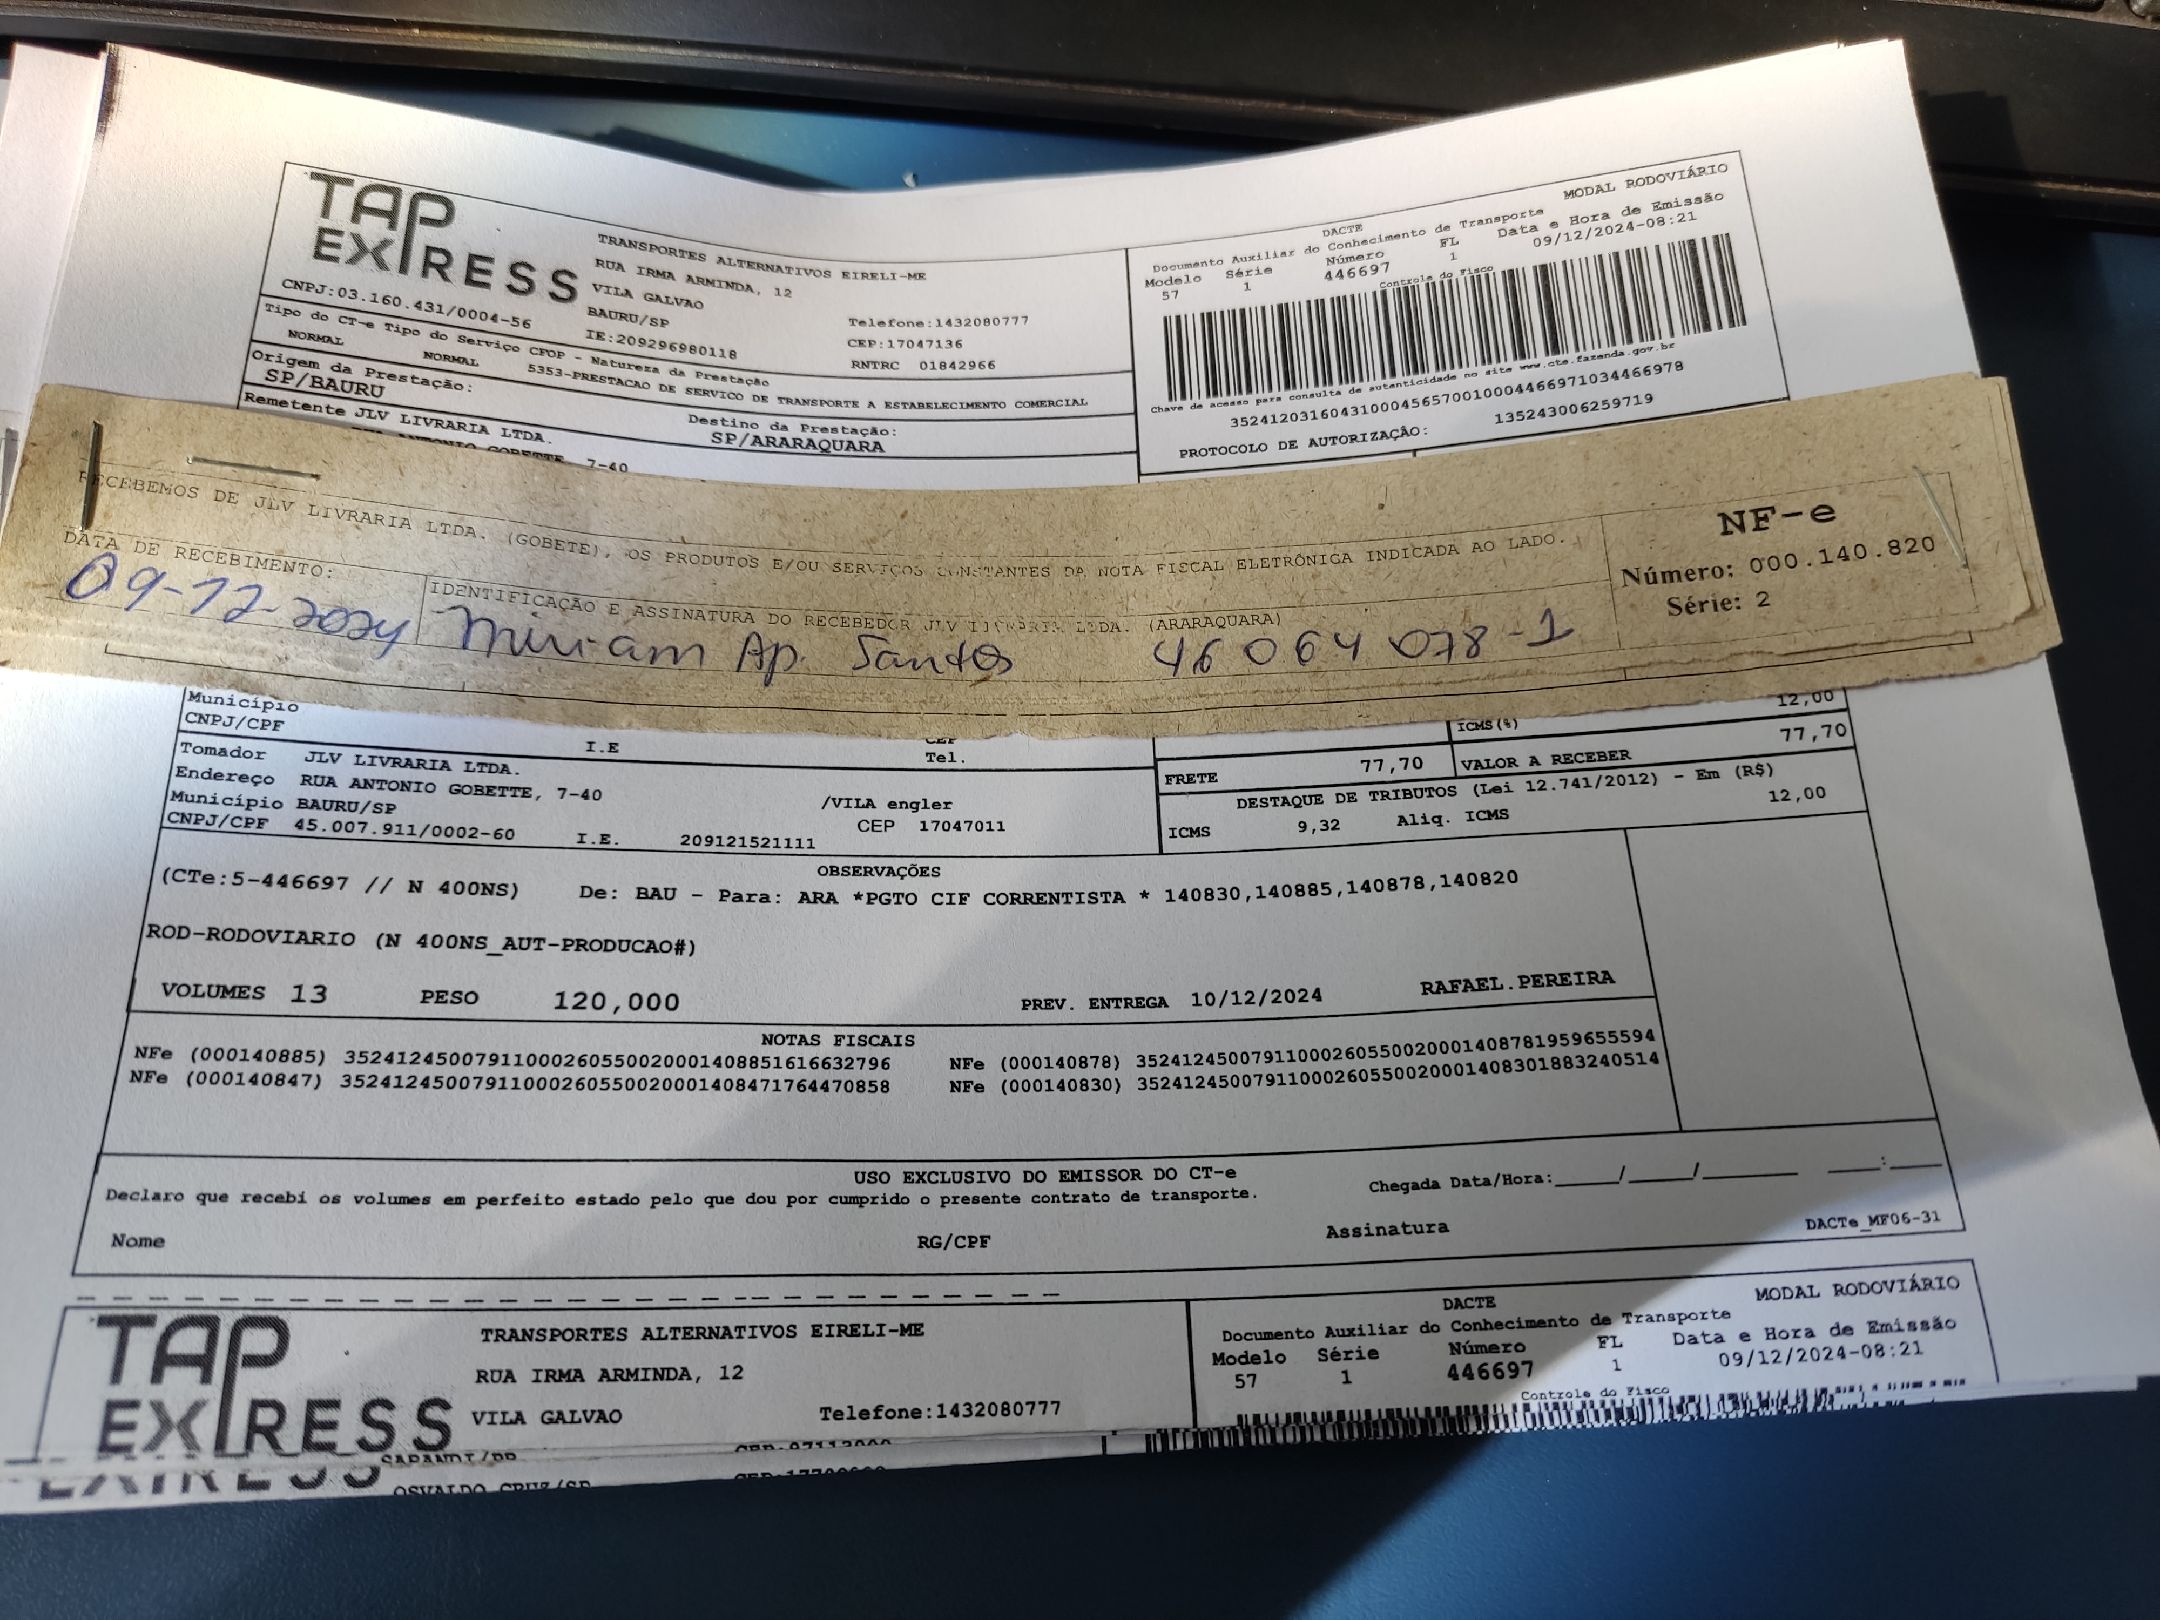 TAP EXPRESS
TRANSPORTES ALTERNATIVOS EIRELI-ME
RUA IRMA ARMINDA, 12
VILA GALVAO
BAURU/SP Telefone:1432080777
CNPJ:03.160.431/0004-56 IE:209296980118 CEP:17047136
RNTRC 01842966
Tipo do CT-e Tipo do Serviço CFOP - Natureza da Prestação
NORMAL NORMAL 5353-PRESTACAO DE SERVICO DE TRANSPORTE A ESTABELECIMENTO COMERCIAL
Origem da Prestação: Destino da Prestação:
SP/BAURU SP/ARARAQUARA
Remetente JLV LIVRARIA LTDA.
7-40
MODAL RODOVIÁRIO
DACTE
Documento Auxiliar do Conhecimento de Transporte
Modelo Série Número FL Data e Hora de Emissão
57 1 446697 1 09/12/2024-08:21
Controle do Fisco
Chave de acesso para consulta de autenticidade no site www.cte.fazenda.gov.br
35241203160431000456570010004466971034466978
PROTOCOLO DE AUTORIZAÇÃO: 135243006259719
RECEBEMOS DE JLV LIVRARIA LTDA. (GOBETE), OS PRODUTOS E/OU SERVIÇOS CONSTANTES DA NOTA FISCAL ELETRÔNICA INDICADA AO LADO.
DATA DE RECEBIMENTO: IDENTIFICAÇÃO E ASSINATURA DO RECEBEDOR JLV LIVRARIA LTDA. (ARARAQUARA)
09-12-2024 Miriam Ap. Santos 46 064 078-1
NF-e
Número: 000.140.820
Série: 2
Município
CNPJ/CPF I.E CEP
Tel.
12,00
ICMS(%)
FRETE 77,70 VALOR A RECEBER 77,70
Tomador JLV LIVRARIA LTDA.
Endereço RUA ANTONIO GOBETTE, 7-40 /VILA engler
Município BAURU/SP CEP 17047011
CNPJ/CPF 45.007.911/0002-60 I.E. 209121521111
DESTAQUE DE TRIBUTOS (Lei 12.741/2012) - Em (R$)
ICMS 9,32 Aliq. ICMS 12,00
OBSERVAÇÕES
(CTe:5-446697 // N 400NS) De: BAU - Para: ARA *PGTO CIF CORRENTISTA * 140830,140885,140878,140820
ROD-RODOVIARIO (N 400NS_AUT-PRODUCAO#)
VOLUMES 13 PESO 120,000 PREV. ENTREGA 10/12/2024 RAFAEL.PEREIRA
NOTAS FISCAIS
NFe (000140885) 35241245007911000260550020001408851616632796 NFe (000140878) 35241245007911000260550020001408781959655594
NFe (000140847) 35241245007911000260550020001408471764470858 NFe (000140830) 35241245007911000260550020001408301883240514
USO EXCLUSIVO DO EMISSOR DO CT-e
Declaro que recebi os volumes em perfeito estado pelo que dou por cumprido o presente contrato de transporte. Chegada Data/Hora:____/____/______ ___:___
Nome RG/CPF Assinatura DACTe_MF06-31
TAP EXPRESS
TRANSPORTES ALTERNATIVOS EIRELI-ME
RUA IRMA ARMINDA, 12
VILA GALVAO Telefone:1432080777
DACTE MODAL RODOVIÁRIO
Documento Auxiliar do Conhecimento de Transporte
Modelo Série Número FL Data e Hora de Emissão
57 1 446697 1 09/12/2024-08:21
Controle do Fisco
OSVALDO CRUZ/SP